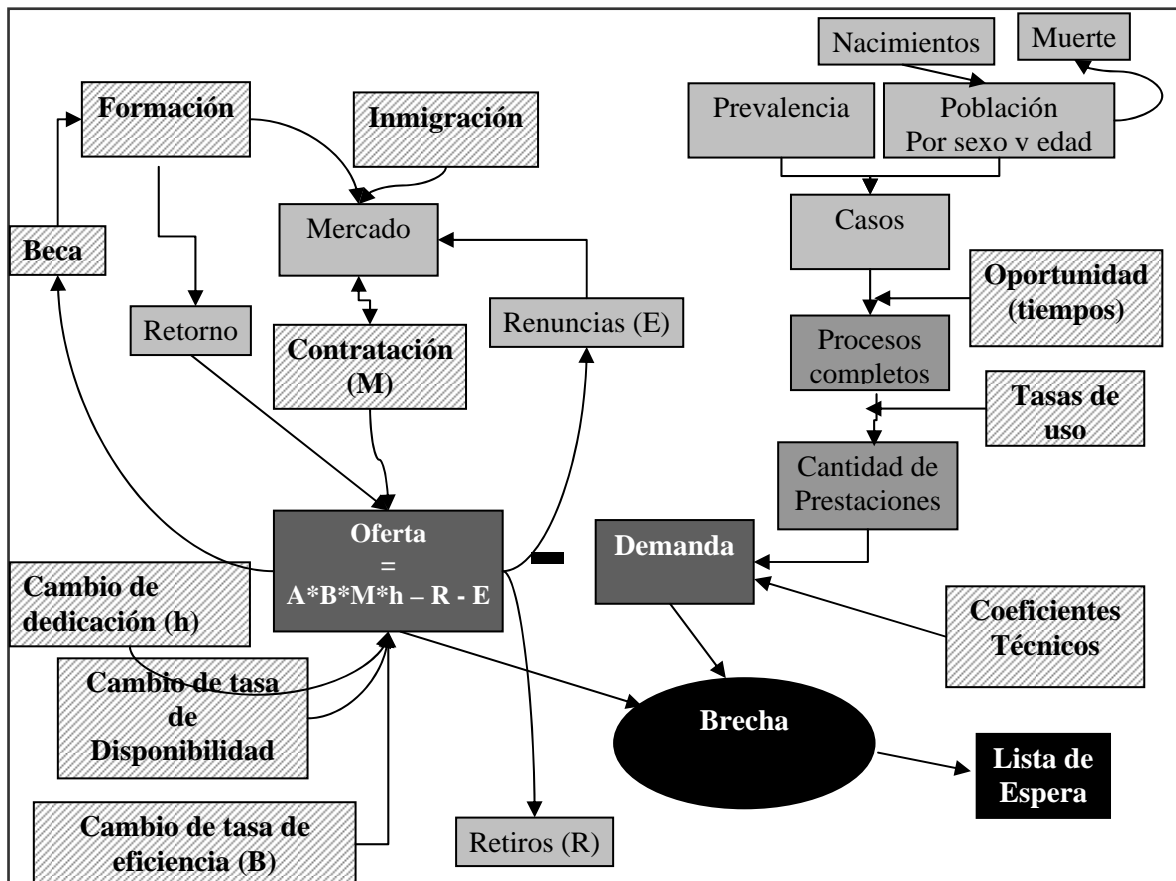 Nacimientos
Muerte
Formación
Inmigración
Prevalencia
Población
Por sexo y edad
Beca
Mercado
Casos
Oportunidad
(tiempos)
Retorno
Renuncias (E)
Contratación
(M)
Procesos
completos
Tasas de
uso
Cantidad de
Prestaciones
Oferta
=
A*B*M*h – R - E
Demanda
Cambio de
dedicación (h)
Coeficientes
Técnicos
Cambio de tasa
de
Disponibilidad
Brecha
Lista de
Espera
Cambio de tasa de
eficiencia (B)
Retiros (R)